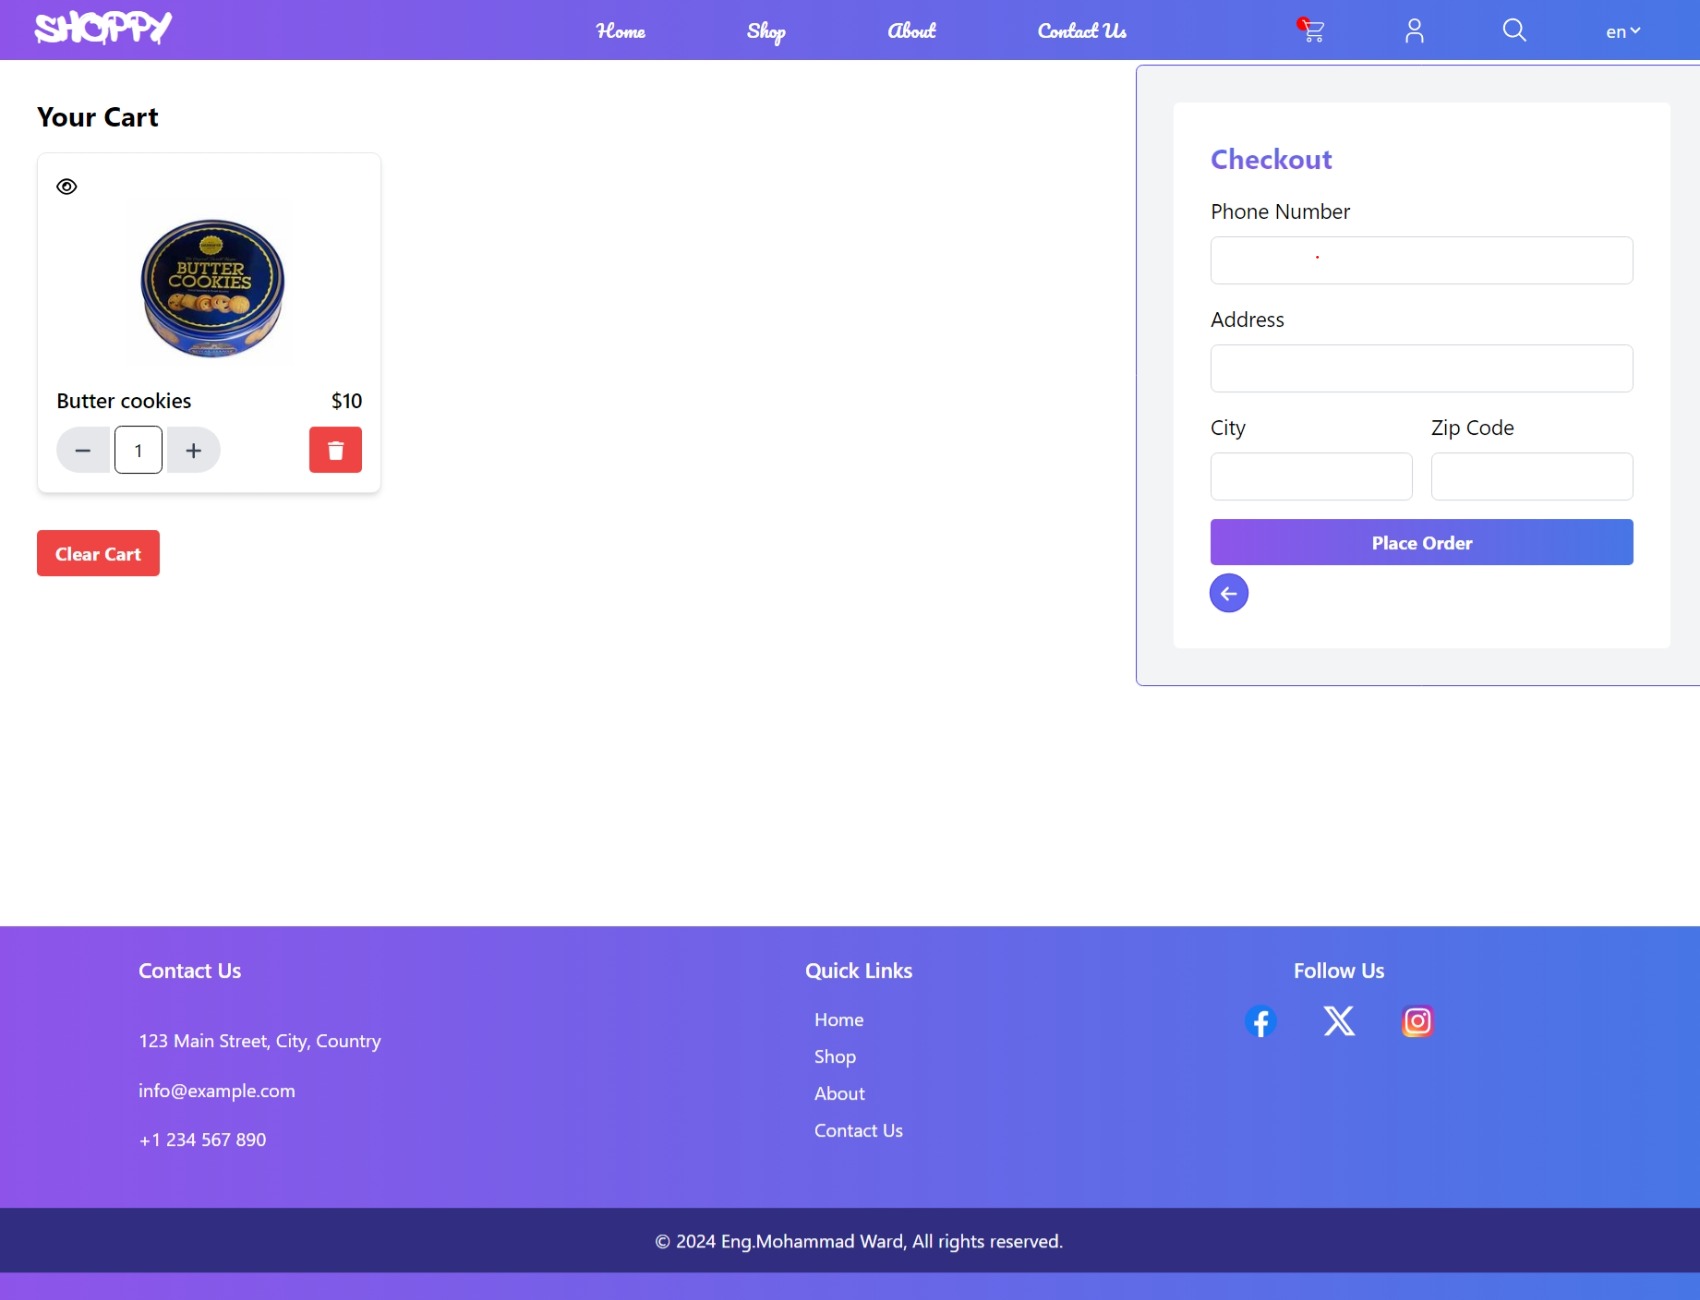 SHOPPY
Home
Shop
About
Contact Us
en
Your Cart
BUTTER
COOKIES
Butter cookies
$10
1
Clear Cart
Checkout
Phone Number
Address
City
Zip Code
Place Order
Contact Us
123 Main Street, City, Country
info@example.com
+1 234 567 890
Quick Links
Home
Shop
About
Contact Us
Follow Us
© 2024 Eng.Mohammad Ward, All rights reserved.